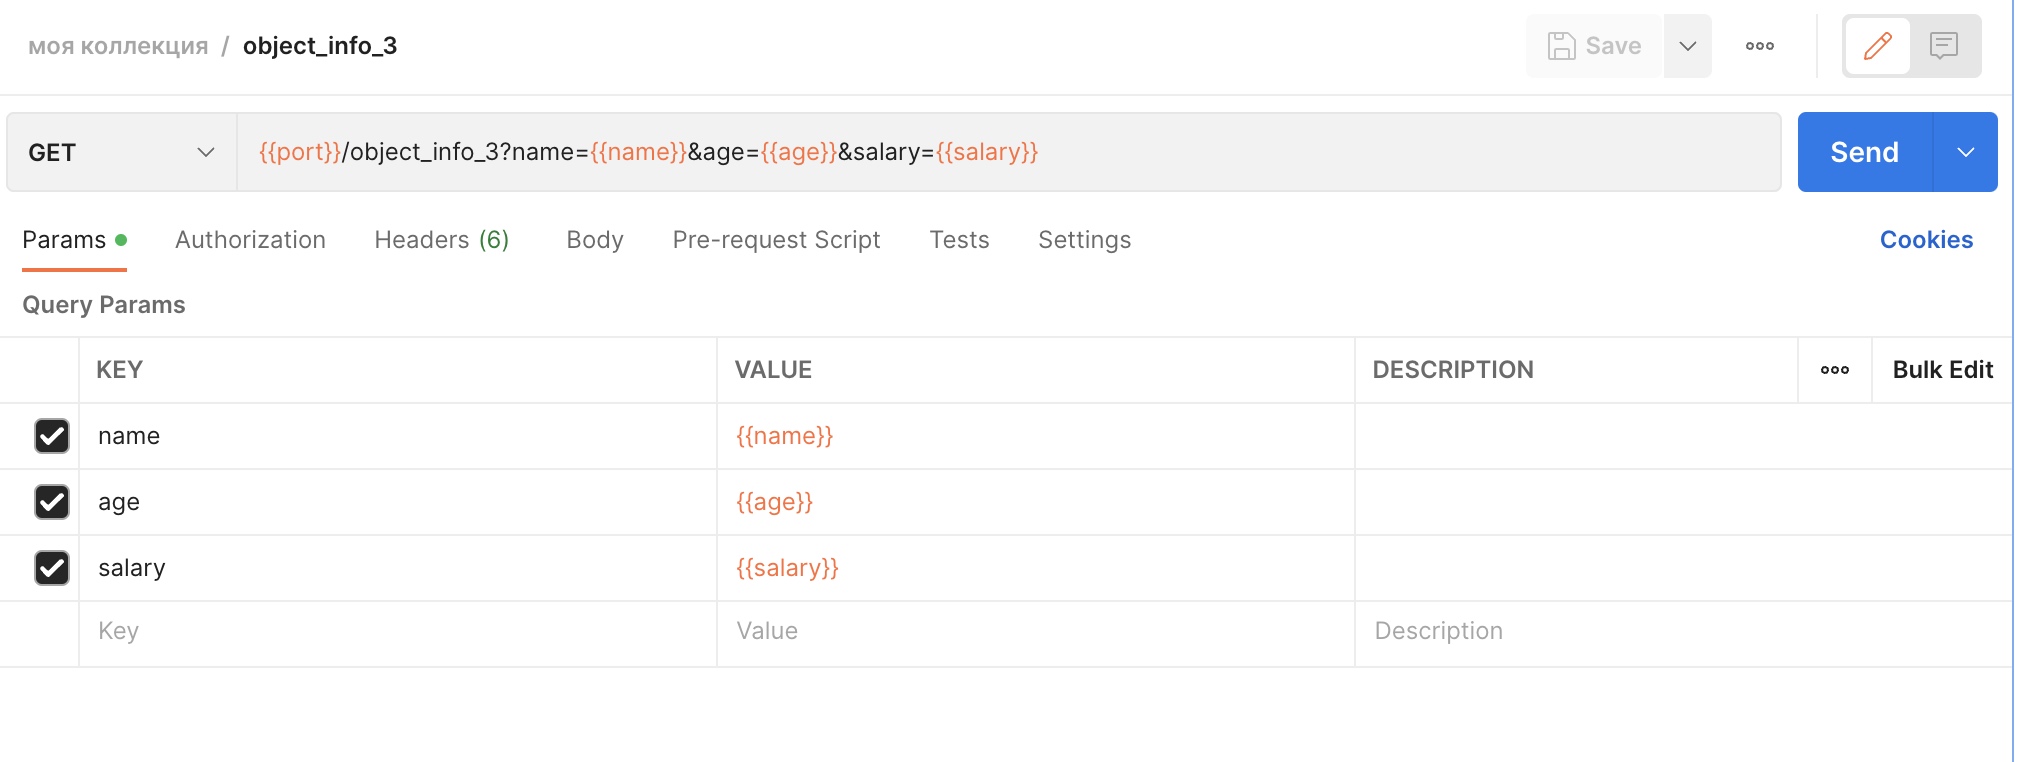 моя коллекция / object_info_3 Save
GET {{port}}/object_info_3?name={{name}}&age={{age}}&salary={{salary}} Send
Params Authorization Headers (6) Body Pre-request Script Tests Settings Cookies
Query Params
KEY VALUE DESCRIPTION Bulk Edit
name {{name}}
age {{age}}
salary {{salary}}
Key Value Description